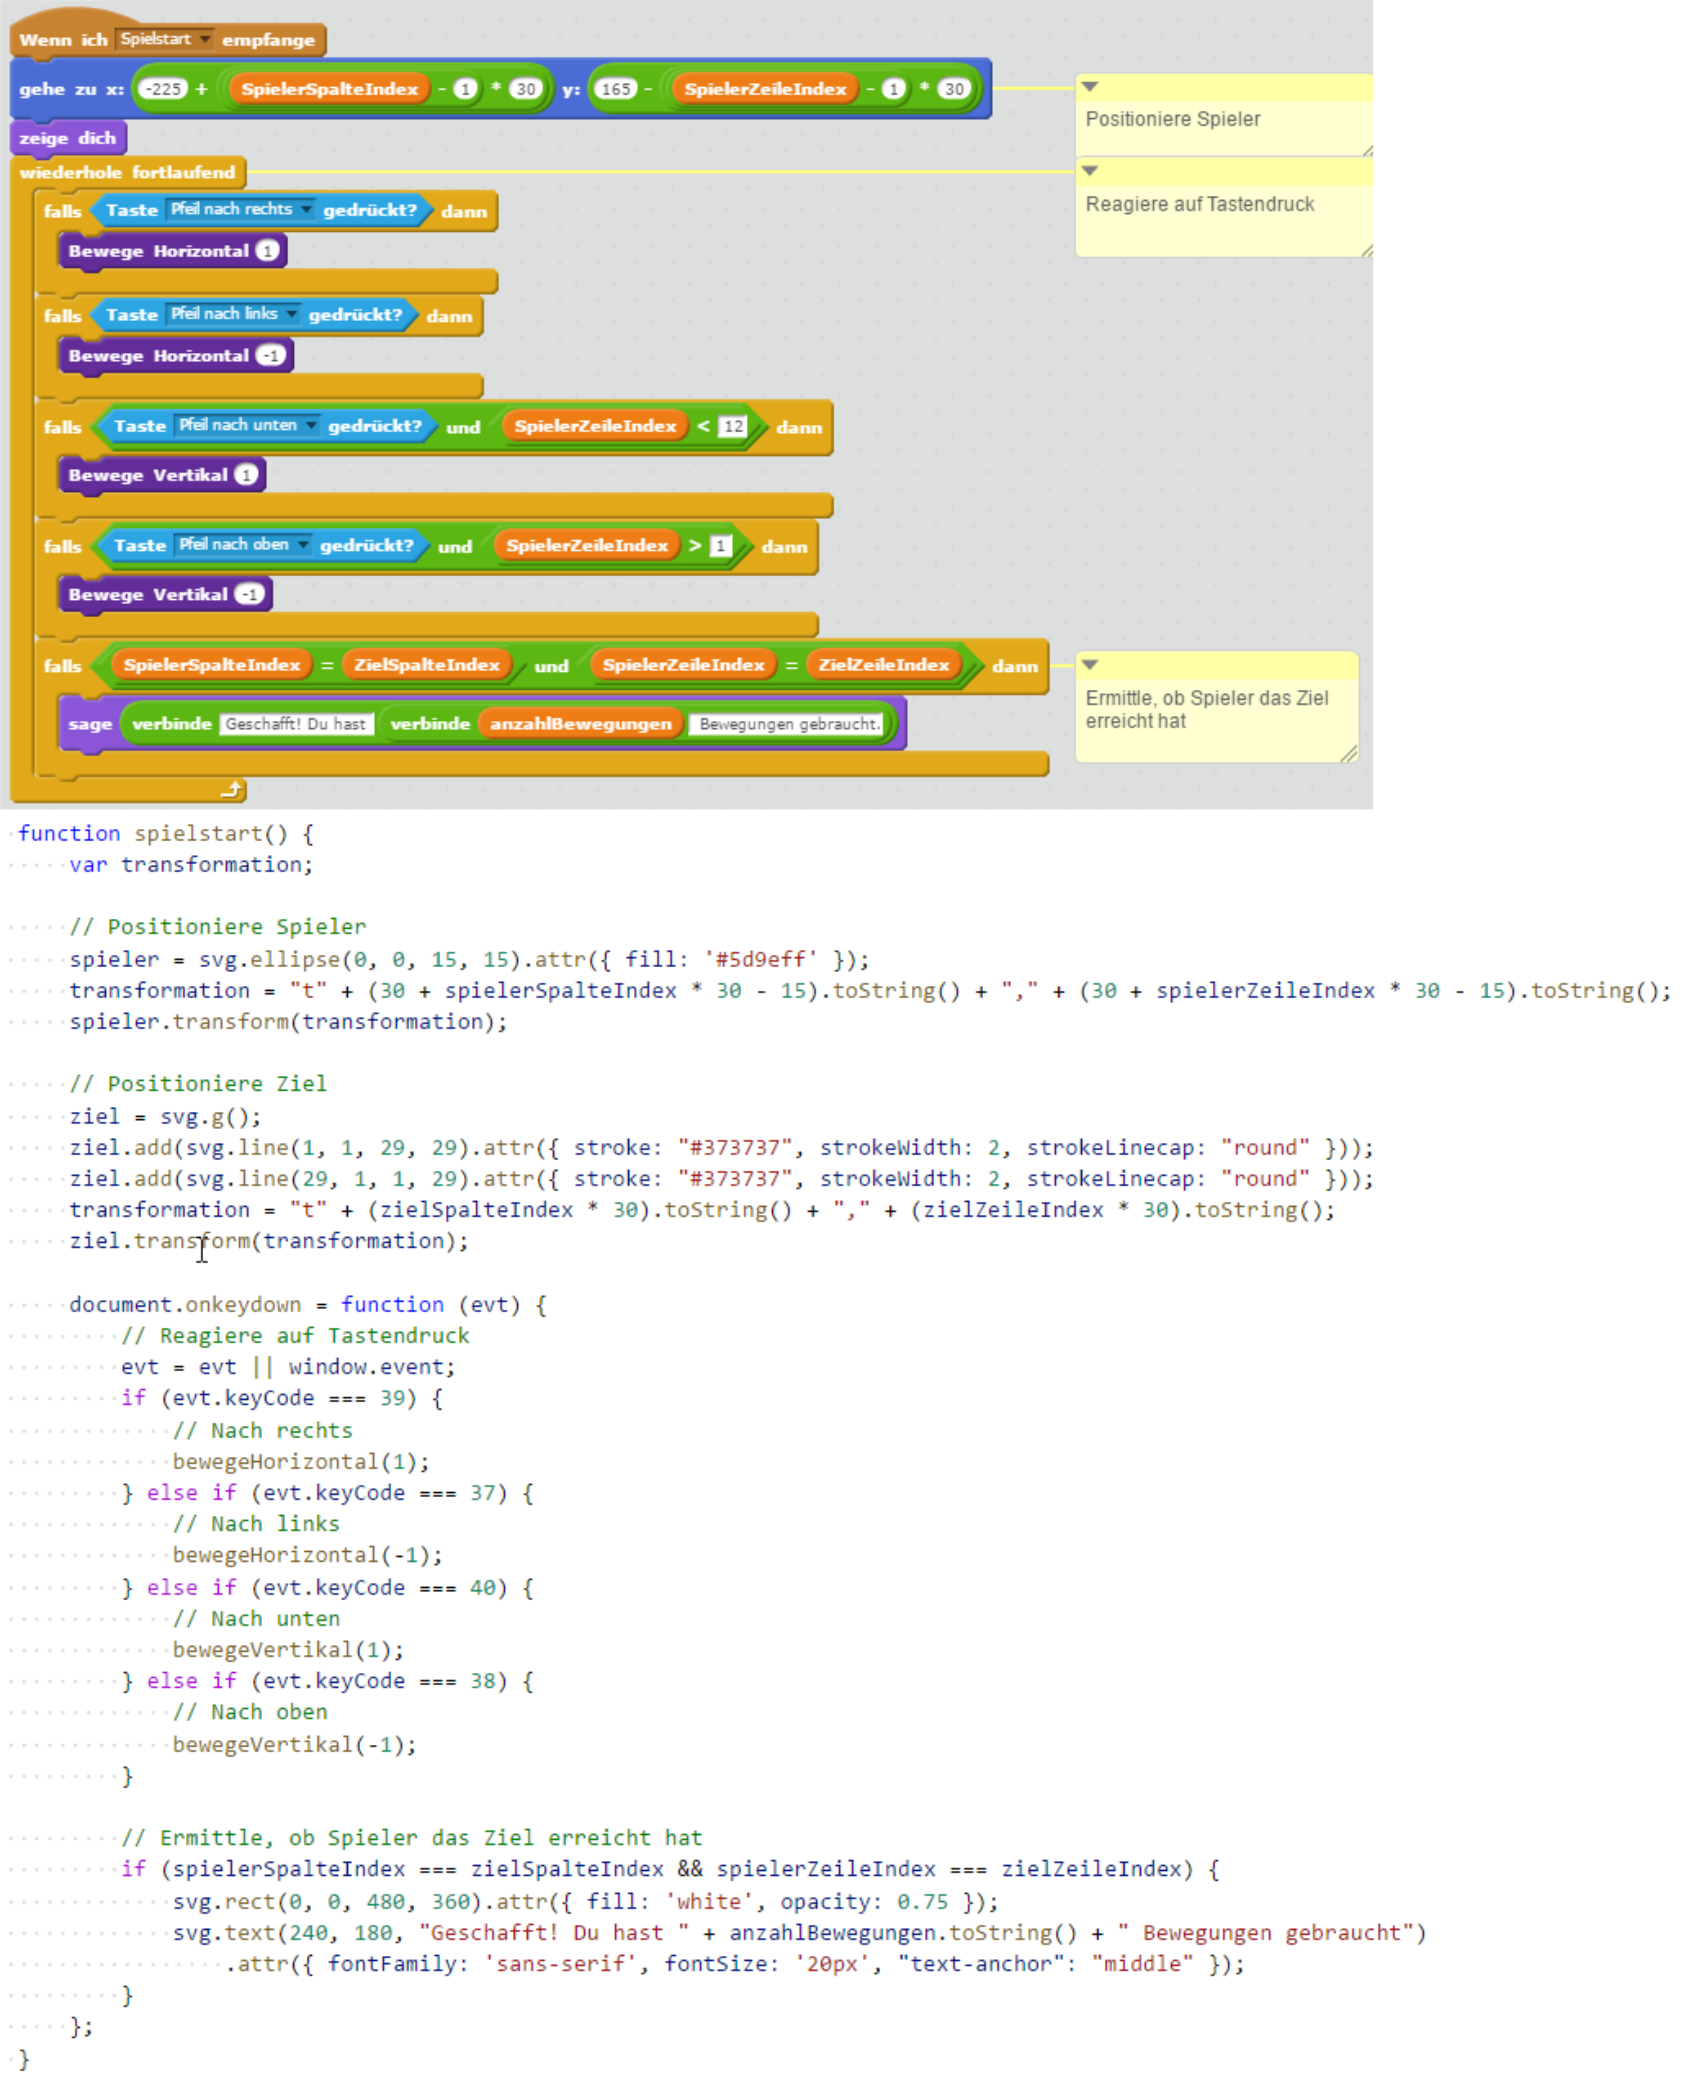 Wenn ich Spielstart empfange
gehe zu x: -225 + SpielerSpalteIndex - 1 * 30 y: 165 - SpielerZeileIndex - 1 * 30
Positioniere Spieler
zeige dich
wiederhole fortlaufend
Reagiere auf Tastendruck
falls Taste Pfeil nach rechts gedrückt? dann
Bewege Horizontal 1
falls Taste Pfeil nach links gedrückt? dann
Bewege Horizontal -1
falls Taste Pfeil nach unten gedrückt? und SpielerZeileIndex < 12 dann
Bewege Vertikal 1
falls Taste Pfeil nach oben gedrückt? und SpielerZeileIndex > 1 dann
Bewege Vertikal -1
falls SpielerSpalteIndex = ZielSpalteIndex und SpielerZeileIndex = ZielZeileIndex dann
Ermittle, ob Spieler das Ziel
erreicht hat
sage verbinde Geschafft! Du hast verbinde anzahlBewegungen Bewegungen gebraucht.
function spielstart() {
var transformation;
// Positioniere Spieler
spieler = svg.ellipse(0, 0, 15, 15).attr({ fill: '#5d9eff' });
transformation = "t" + (30 + spielerSpalteIndex * 30 - 15).toString() + "," + (30 + spielerZeileIndex * 30 - 15).toString();
spieler.transform(transformation);
// Positioniere Ziel
ziel = svg.g();
ziel.add(svg.line(1, 1, 29, 29).attr({ stroke: "#373737", strokeWidth: 2, strokeLinecap: "round" }));
ziel.add(svg.line(29, 1, 1, 29).attr({ stroke: "#373737", strokeWidth: 2, strokeLinecap: "round" }));
transformation = "t" + (zielSpalteIndex * 30).toString() + "," + (zielZeileIndex * 30).toString();
ziel.transform(transformation);
document.onkeydown = function (evt) {
// Reagiere auf Tastendruck
evt = evt || window.event;
if (evt.keyCode === 39) {
// Nach rechts
bewegeHorizontal(1);
} else if (evt.keyCode === 37) {
// Nach links
bewegeHorizontal(-1);
} else if (evt.keyCode === 40) {
// Nach unten
bewegeVertikal(1);
} else if (evt.keyCode === 38) {
// Nach oben
bewegeVertikal(-1);
}
// Ermittle, ob Spieler das Ziel erreicht hat
if (spielerSpalteIndex === zielSpalteIndex && spielerZeileIndex === zielZeileIndex) {
svg.rect(0, 0, 480, 360).attr({ fill: 'white', opacity: 0.75 });
svg.text(240, 180, "Geschafft! Du hast " + anzahlBewegungen.toString() + " Bewegungen gebraucht")
.attr({ fontFamily: 'sans-serif', fontSize: '20px', "text-anchor": "middle" });
}
};
}